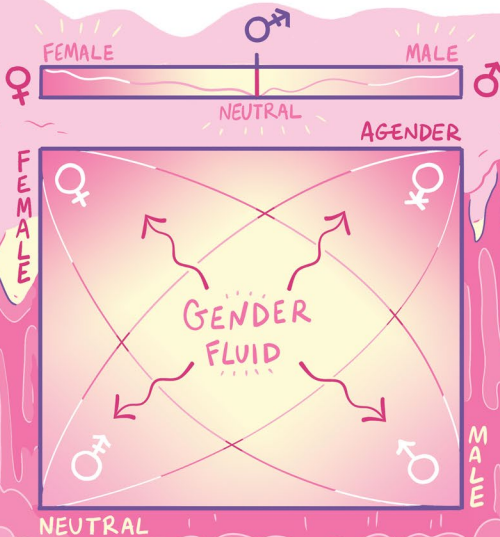 FEMALE
MALE
NEUTRAL
AGENDER
FEMALE
GENDER
FLUID
MALE
NEUTRAL